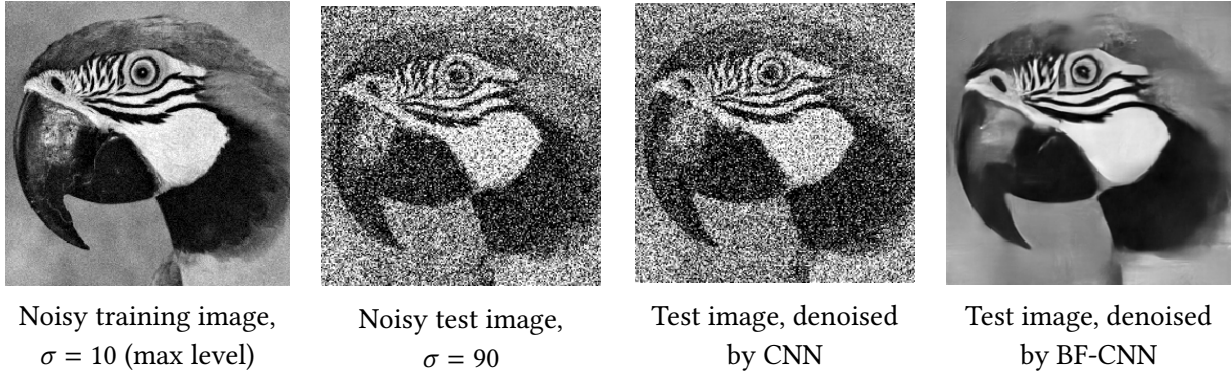 Noisy training image,
σ = 10 (max level)
Noisy test image,
σ = 90
Test image, denoised
by CNN
Test image, denoised
by BF-CNN